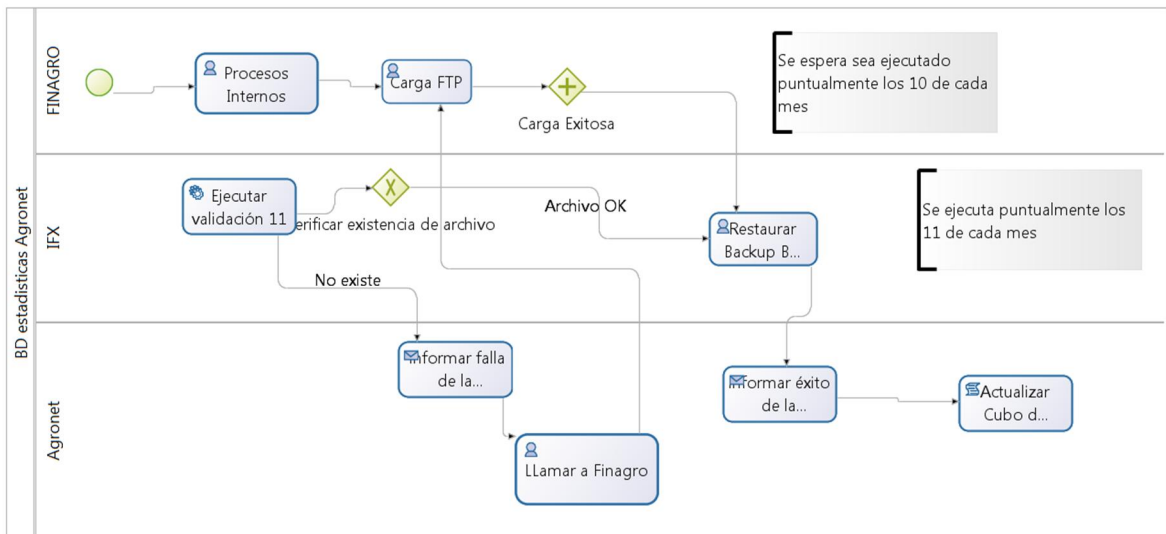 BD estadisticas Agronet
FINAGRO
Procesos
Internos
Carga FTP
Carga Exitosa
Se espera sea ejecutado
puntualmente los 10 de cada
mes
IFX
Ejecutar
validación 11
erificar existencia de archivo
Archivo OK
Restaurar
Backup B...
Se ejecuta puntualmente los
11 de cada mes
No existe
Agronet
Informar falla
de la...
LLamar a Finagro
Informar éxito
de la...
Actualizar
Cubo d...